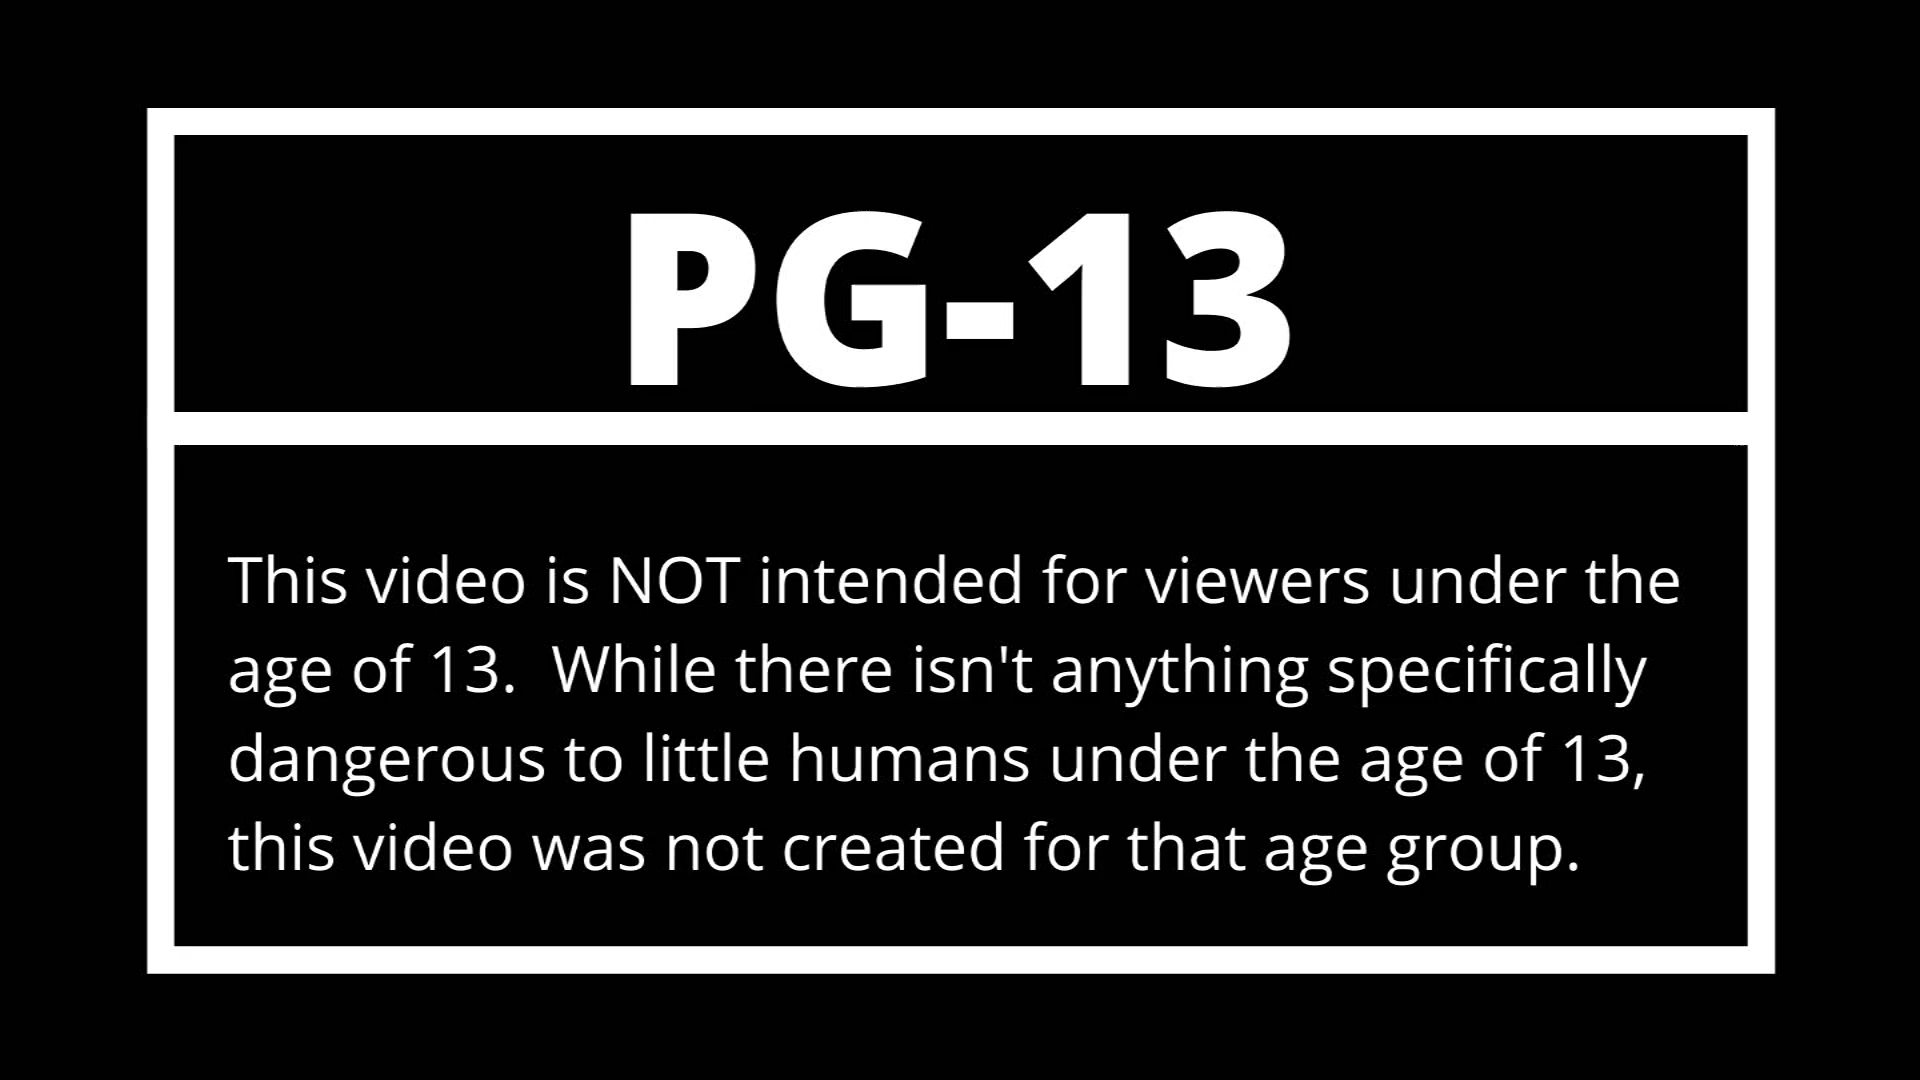 PG-13
This video is NOT intended for viewers under the
age of 13.  While there isn't anything specifically
dangerous to little humans under the age of 13,
this video was not created for that age group.